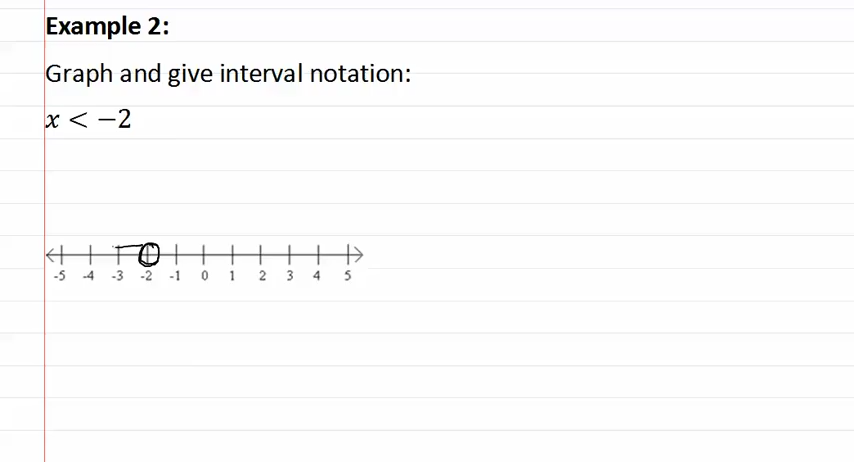 Example 2:
Graph and give interval notation:
x < −2
-5 -4 -3 -2 -1 0 1 2 3 4 5